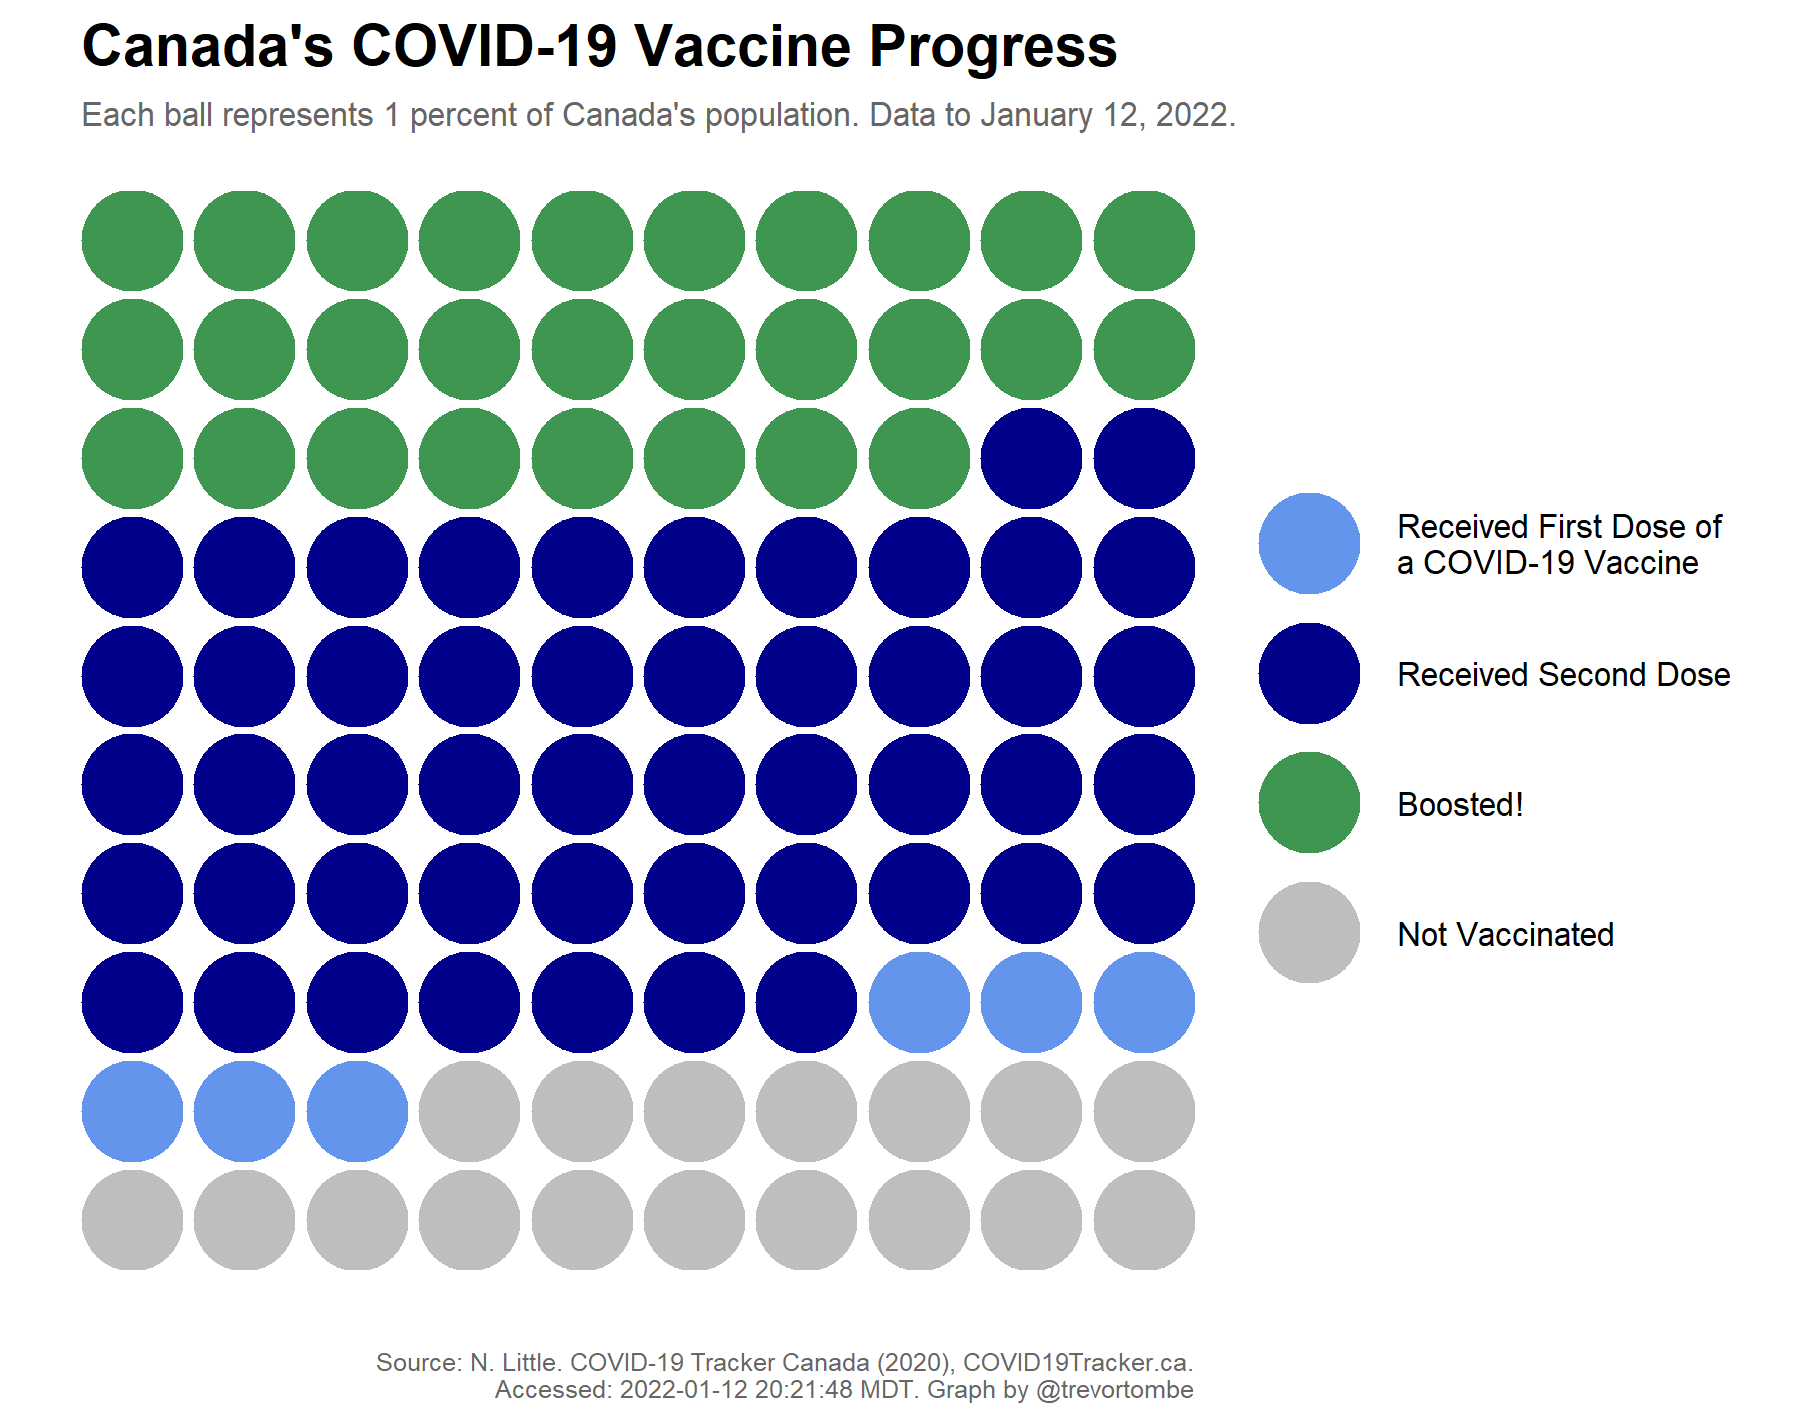 Canada's COVID-19 Vaccine Progress
Each ball represents 1 percent of Canada's population. Data to January 12, 2022.
Received First Dose of
a COVID-19 Vaccine
Received Second Dose
Boosted!
Not Vaccinated
Source: N. Little. COVID-19 Tracker Canada (2020), COVID19Tracker.ca.
Accessed: 2022-01-12 20:21:48 MDT. Graph by @trevortombe